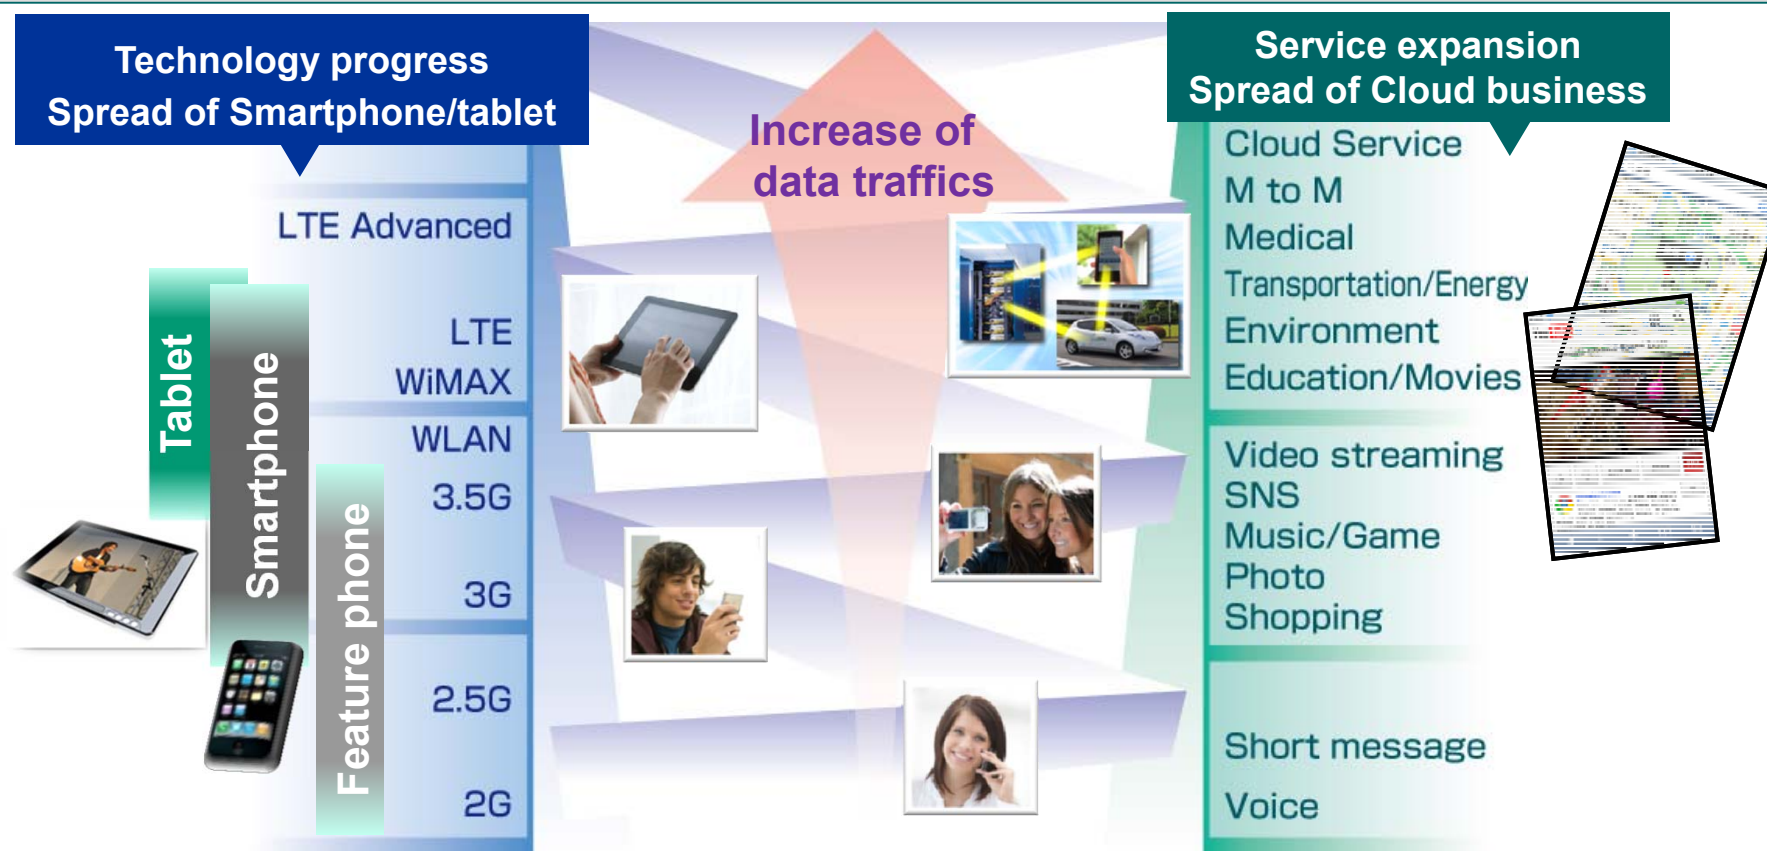 Technology progress
Spread of Smartphone/tablet
Service expansion
Spread of Cloud business
Increase of
data traffics
LTE Advanced
LTE
WiMAX
WLAN
3.5G
3G
2.5G
2G
Tablet
Smartphone
Feature phone
Cloud Service
M to M
Medical
Transportation/Energy
Environment
Education/Movies
Video streaming
SNS
Music/Game
Photo
Shopping
Short message
Voice